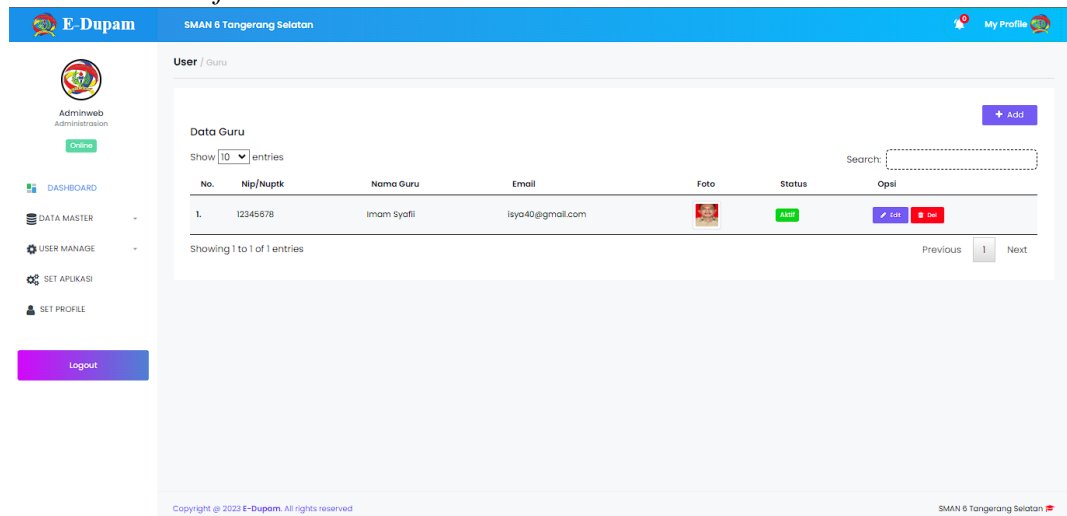 E-Dupam
SMAN 6 Tangerang Selatan
0
My Profile
Adminweb
Administrasion
Online
DASHBOARD
DATA MASTER
USER MANAGE
SET APLIKASI
SET PROFILE
Logout
User / Guru
+ Add
Data Guru
Show 10 entries
Search:
No. Nip/Nuptk Nama Guru Email Foto Status Opsi
1. 12345678 Imam Syafii isya40@gmail.com Aktif Edit Del
Showing 1 to 1 of 1 entries
Previous 1 Next
Copyright @ 2023 E-Dupam. All rights reserved
SMAN 6 Tangerang Selatan